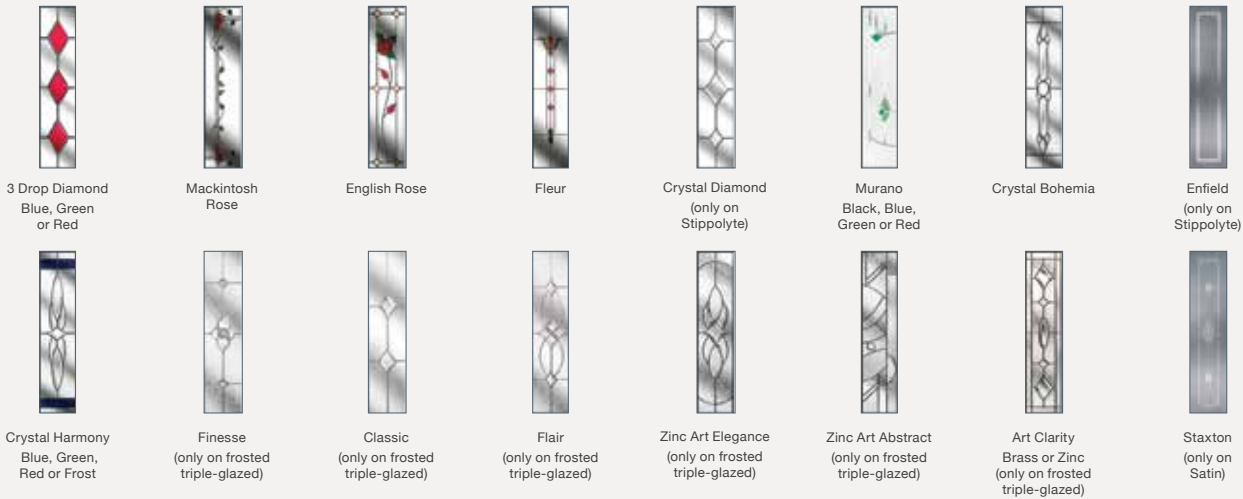 3 Drop Diamond
Blue, Green
or Red
Mackintosh
Rose
English Rose
Fleur
Crystal Diamond
(only on
Stippolyte)
Murano
Black, Blue,
Green or Red
Crystal Bohemia
Enfield
(only on
Stippolyte)
Crystal Harmony
Blue, Green,
Red or Frost
Finesse
(only on frosted
triple-glazed)
Classic
(only on frosted
triple-glazed)
Flair
(only on frosted
triple-glazed)
Zinc Art Elegance
(only on frosted
triple-glazed)
Zinc Art Abstract
(only on frosted
triple-glazed)
Art Clarity
Brass or Zinc
(only on frosted
triple-glazed)
Staxton
(only on
Satin)